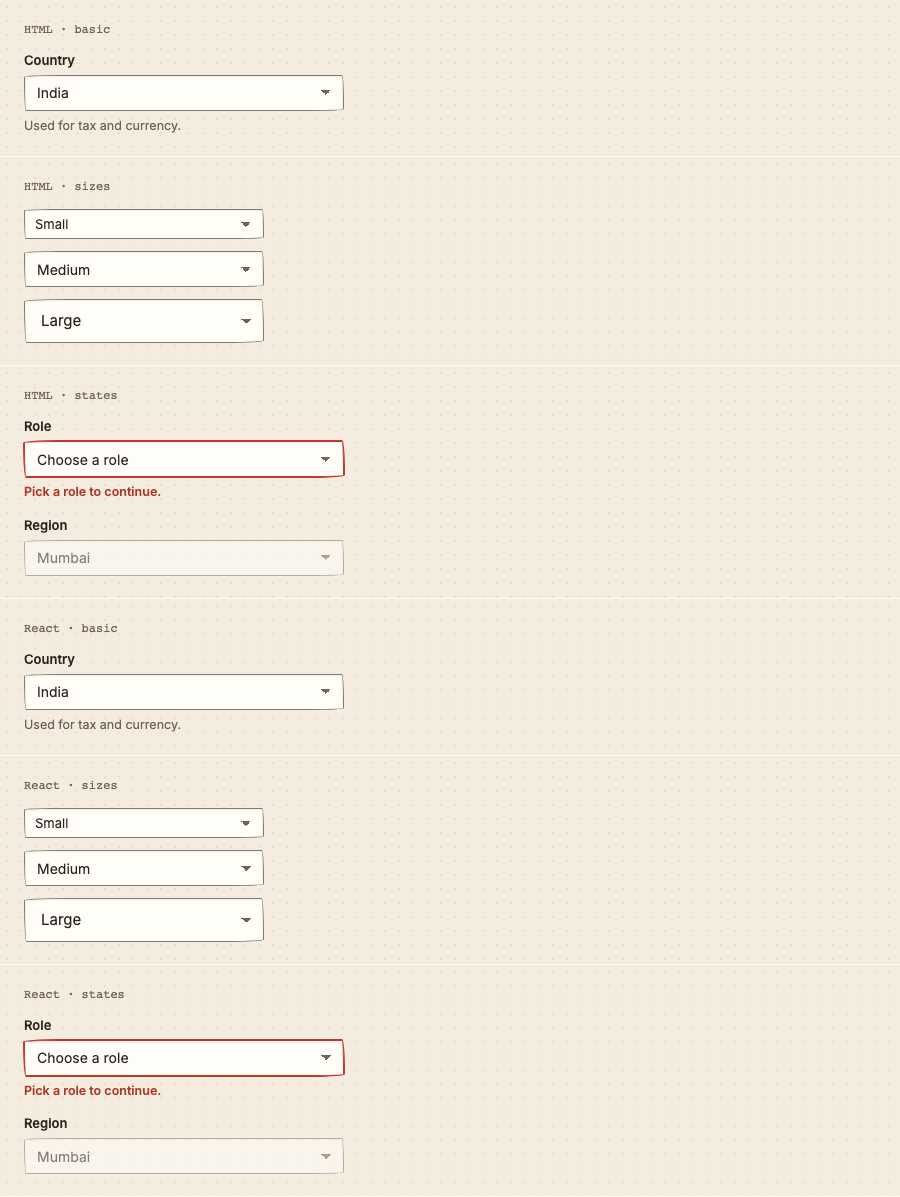 HTML · basic
Country
India
Used for tax and currency.
HTML · sizes
Small
Medium
Large
HTML · states
Role
Choose a role
Pick a role to continue.
Region
Mumbai
React · basic
Country
India
Used for tax and currency.
React · sizes
Small
Medium
Large
React · states
Role
Choose a role
Pick a role to continue.
Region
Mumbai